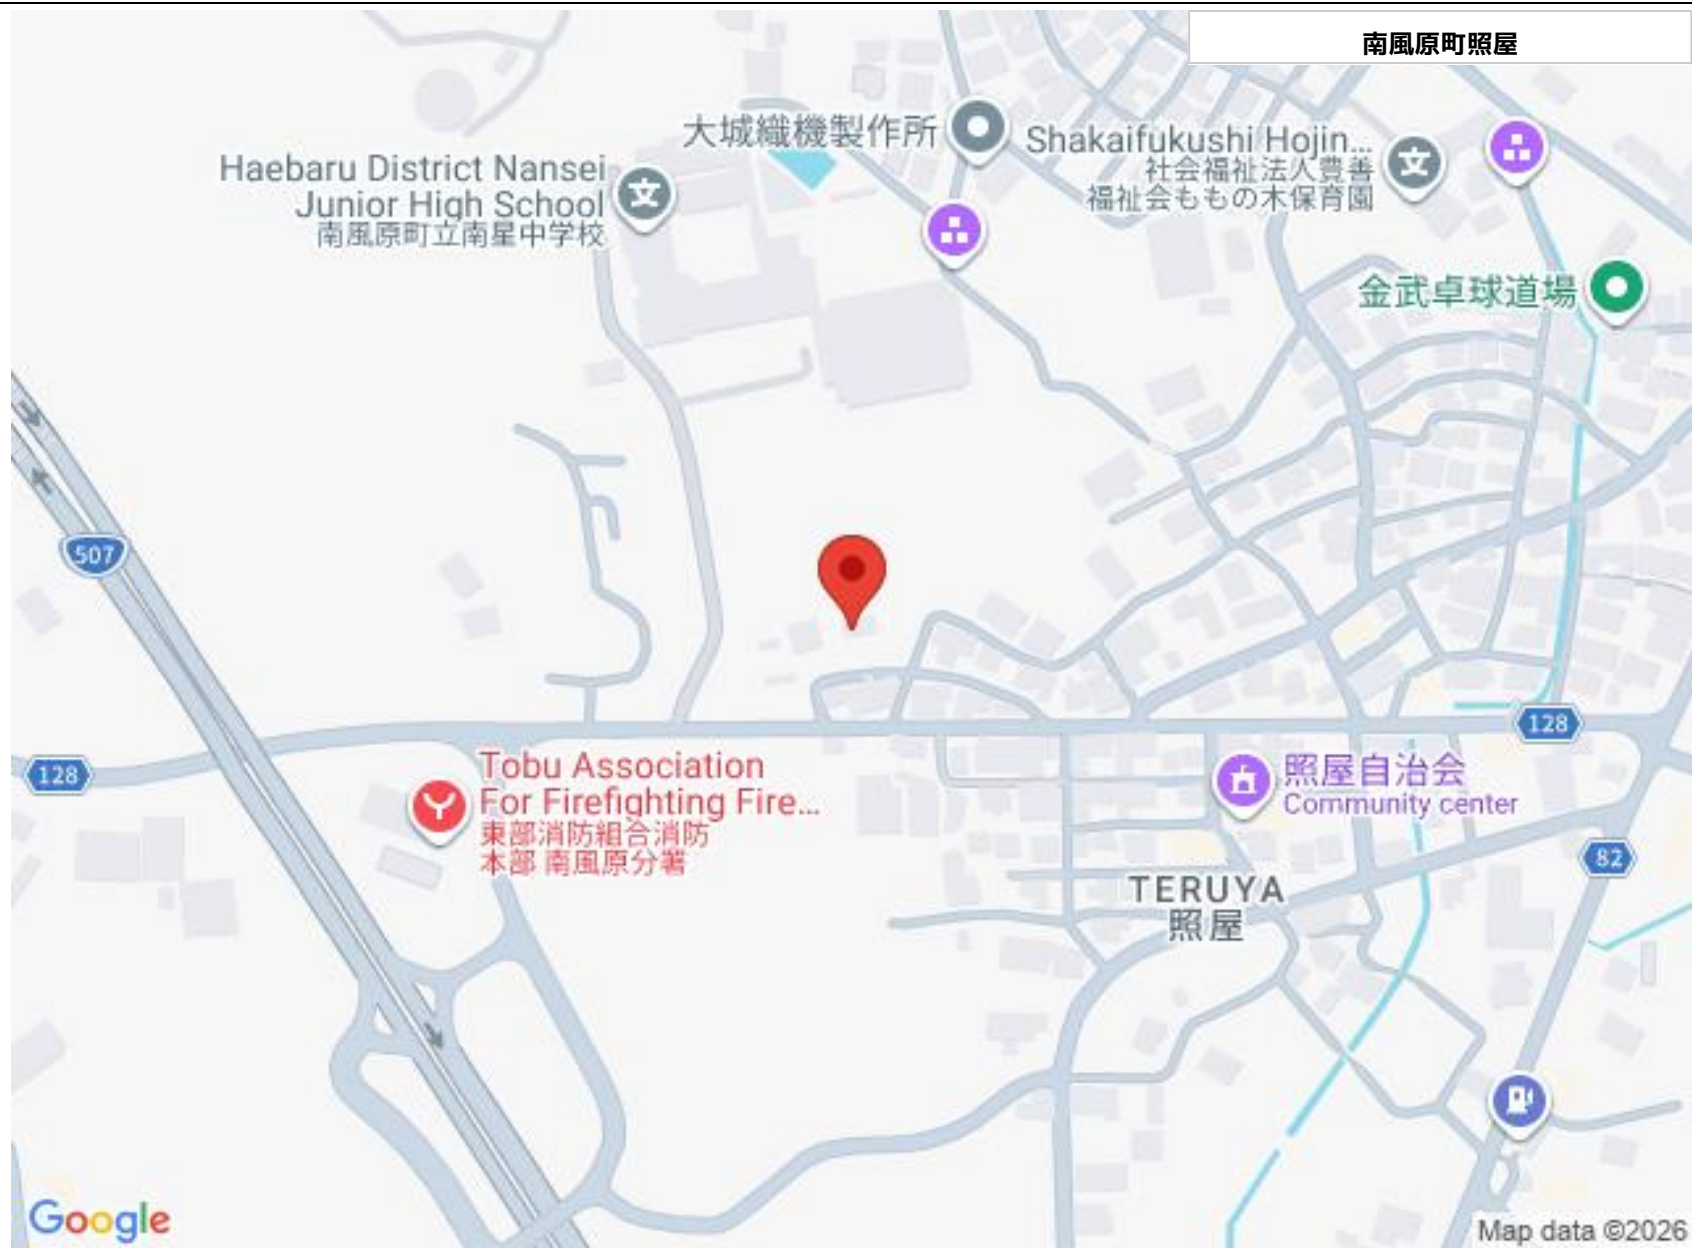 南風原町照屋
大城織機製作所
Shakaifukushi Hojin...
社会福祉法人豊善
福祉会ももの木保育園
Haebaru District Nansei
Junior High School
南風原町立南星中学校
文
文
金武卓球道場
507
128
128
Tobu Association
For Firefighting Fire...
東部消防組合消防
本部 南風原分署
照屋自治会
Community center
82
TERUYA
照屋
Google
Map data ©2026